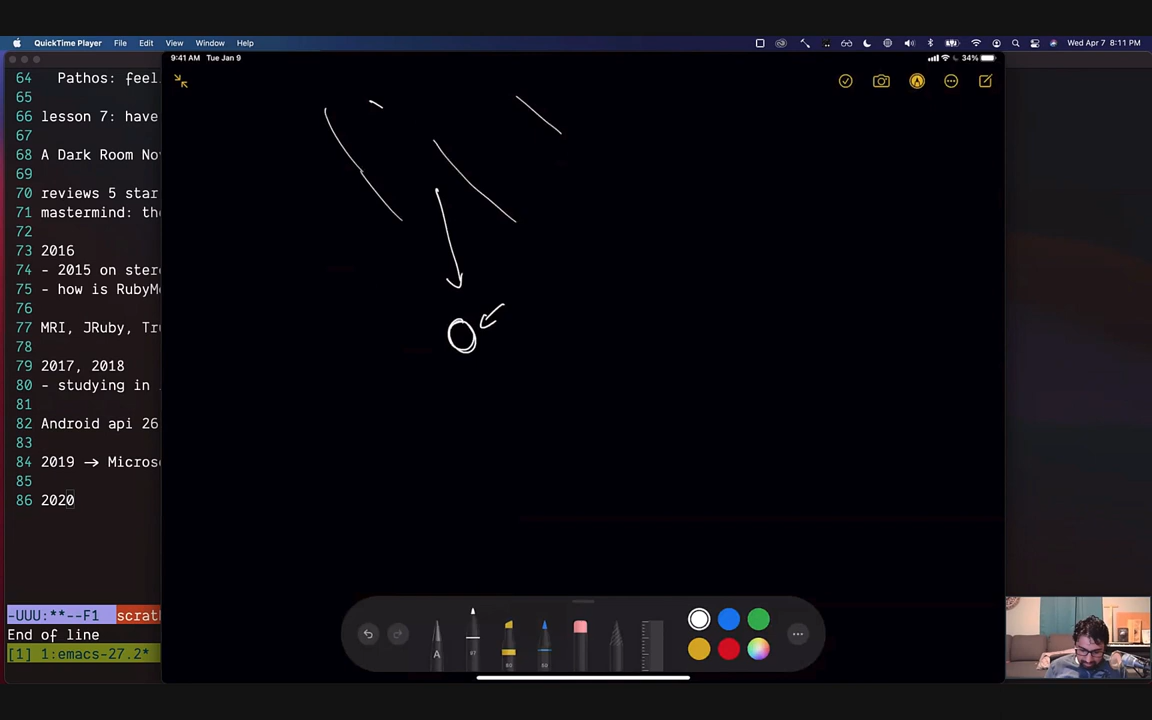 QuickTime Player File Edit View Window Help
Wed Apr 7 8:11 PM
9:41 AM Tue Jan 9
34%
64 Pathos: feel
65
66 lesson 7: have
67
68 A Dark Room No
69
70 reviews 5 star
71 mastermind: th
72
73 2016
74 - 2015 on ster
75 - how is RubyM
76
77 MRI, JRuby, Tr
78
79 2017, 2018
80 - studying in
81
82 Android api 26
83
84 2019 → Micros
85
86 2020
-UUU:**--F1 scrat
End of line
[1] 1:emacs-27.2*
A
97
80
50